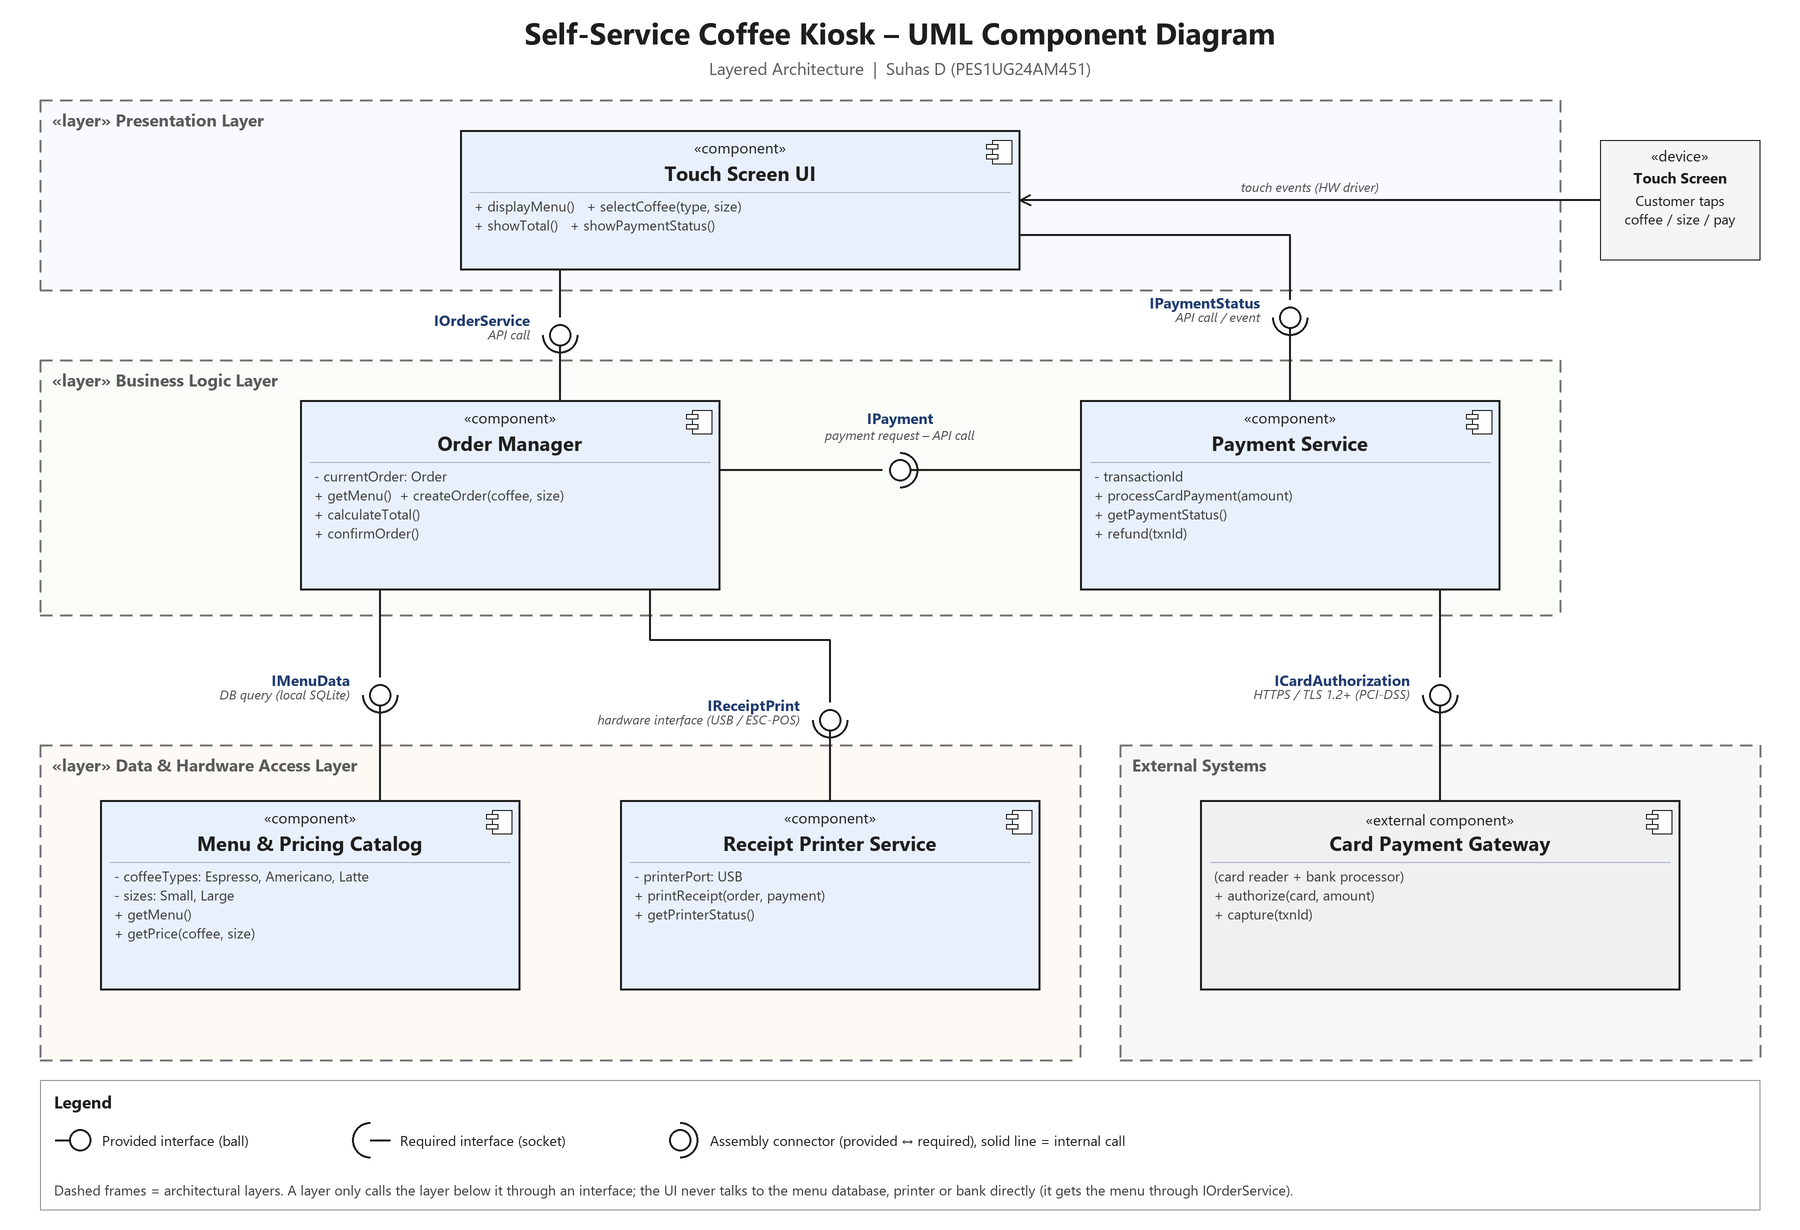 Self-Service Coffee Kiosk – UML Component Diagram
Layered Architecture | Suhas D (PES1UG24AM451)
«layer» Presentation Layer
«component»
Touch Screen UI
+ displayMenu() + selectCoffee(type, size)
+ showTotal() + showPaymentStatus()
touch events (HW driver)
«device»
Touch Screen
Customer taps
coffee / size / pay
IOrderService
API call
IPaymentStatus
API call / event
«layer» Business Logic Layer
«component»
Order Manager
- currentOrder: Order
+ getMenu() + createOrder(coffee, size)
+ calculateTotal()
+ confirmOrder()
IPayment
payment request – API call
«component»
Payment Service
- transactionId
+ processCardPayment(amount)
+ getPaymentStatus()
+ refund(txnId)
IMenuData
DB query (local SQLite)
IReceiptPrint
hardware interface (USB / ESC-POS)
ICardAuthorization
HTTPS / TLS 1.2+ (PCI-DSS)
«layer» Data & Hardware Access Layer
«component»
Menu & Pricing Catalog
- coffeeTypes: Espresso, Americano, Latte
- sizes: Small, Large
+ getMenu()
+ getPrice(coffee, size)
«component»
Receipt Printer Service
- printerPort: USB
+ printReceipt(order, payment)
+ getPrinterStatus()
External Systems
«external component»
Card Payment Gateway
(card reader + bank processor)
+ authorize(card, amount)
+ capture(txnId)
Legend
Provided interface (ball)
Required interface (socket)
Assembly connector (provided ↔ required), solid line = internal call
Dashed frames = architectural layers. A layer only calls the layer below it through an interface; the UI never talks to the menu database, printer or bank directly (it gets the menu through IOrderService).